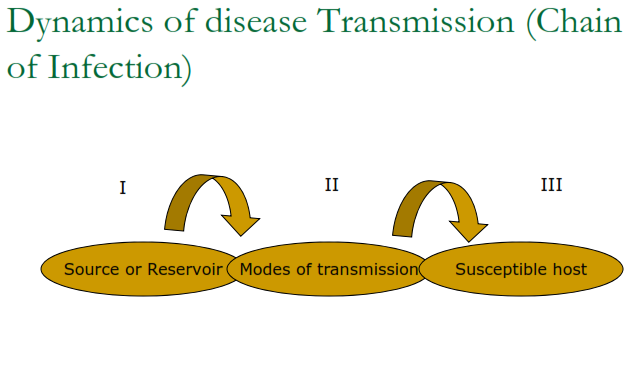 Dynamics of disease Transmission (Chain
of Infection)
I
II
III
Source or Reservoir
Modes of transmission
Susceptible host